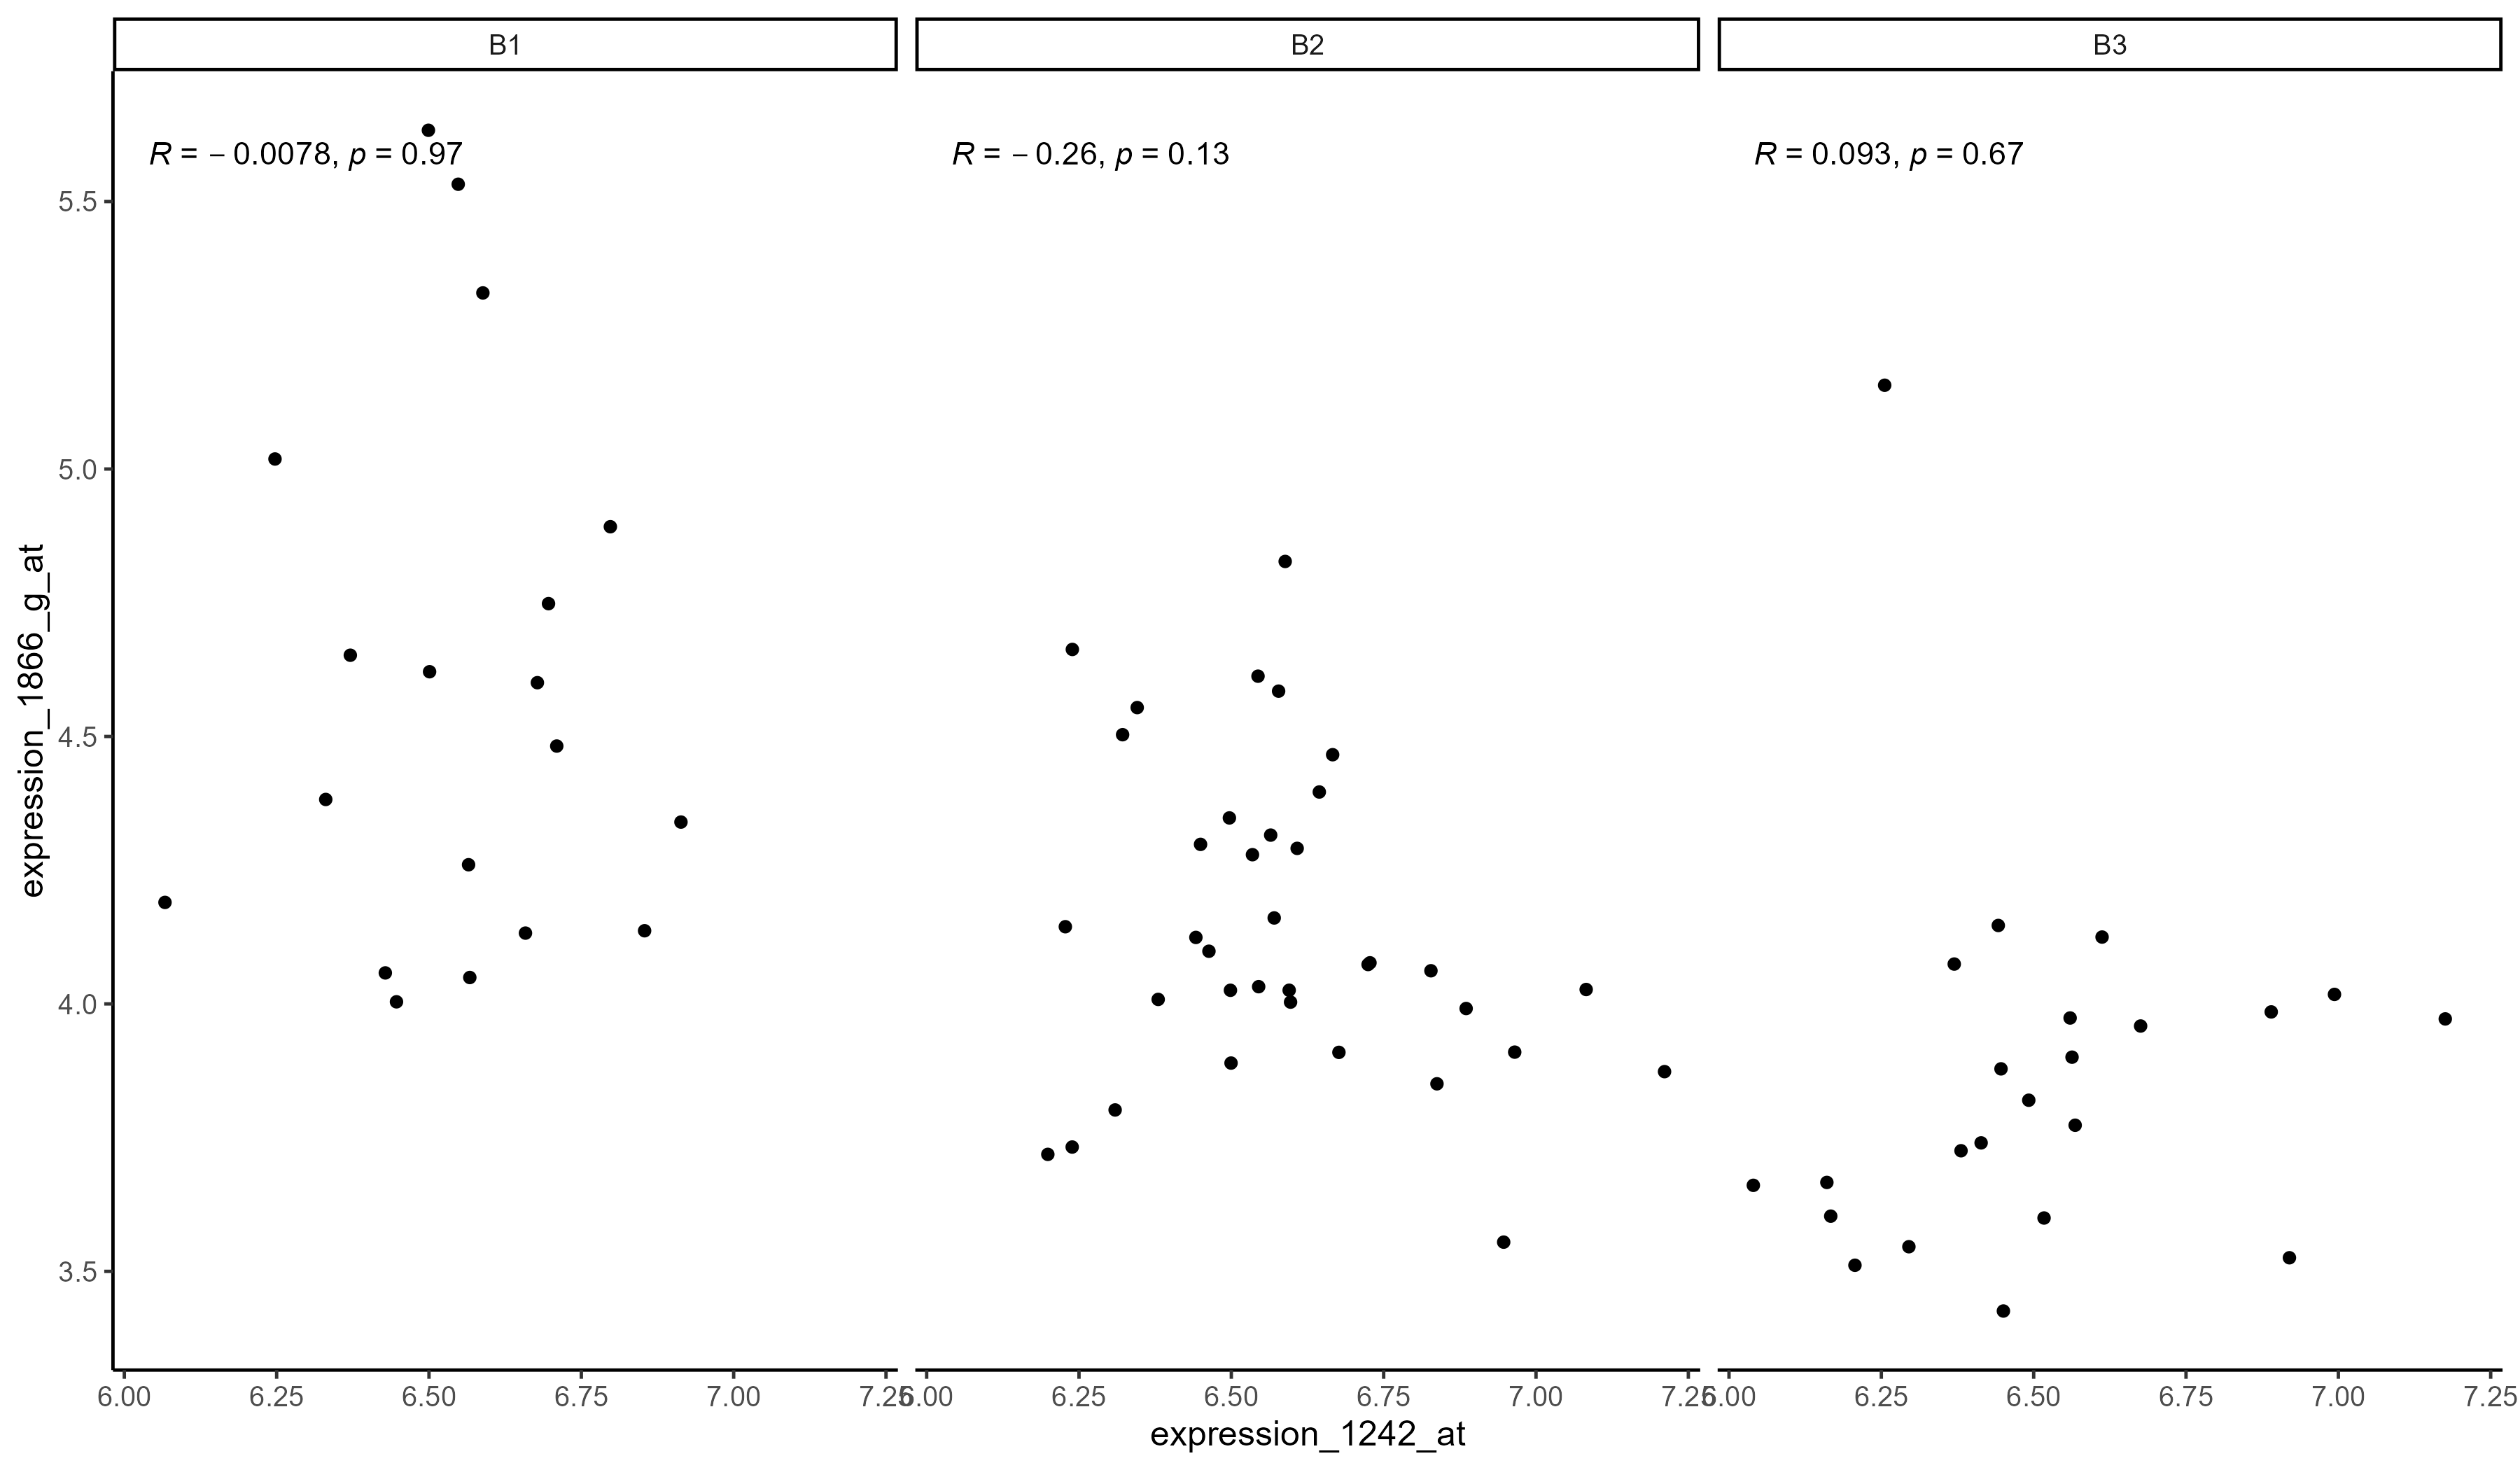 B1 B2 B3
R = − 0.0078, p = 0.97 R = − 0.26, p = 0.13 R = 0.093, p = 0.67
5.5
5.0
4.5
4.0
3.5
expression_1866_g_at
6.00 6.25 6.50 6.75 7.00 7.25 6.00 6.25 6.50 6.75 7.00 7.25 6.00 6.25 6.50 6.75 7.00 7.25
expression_1242_at